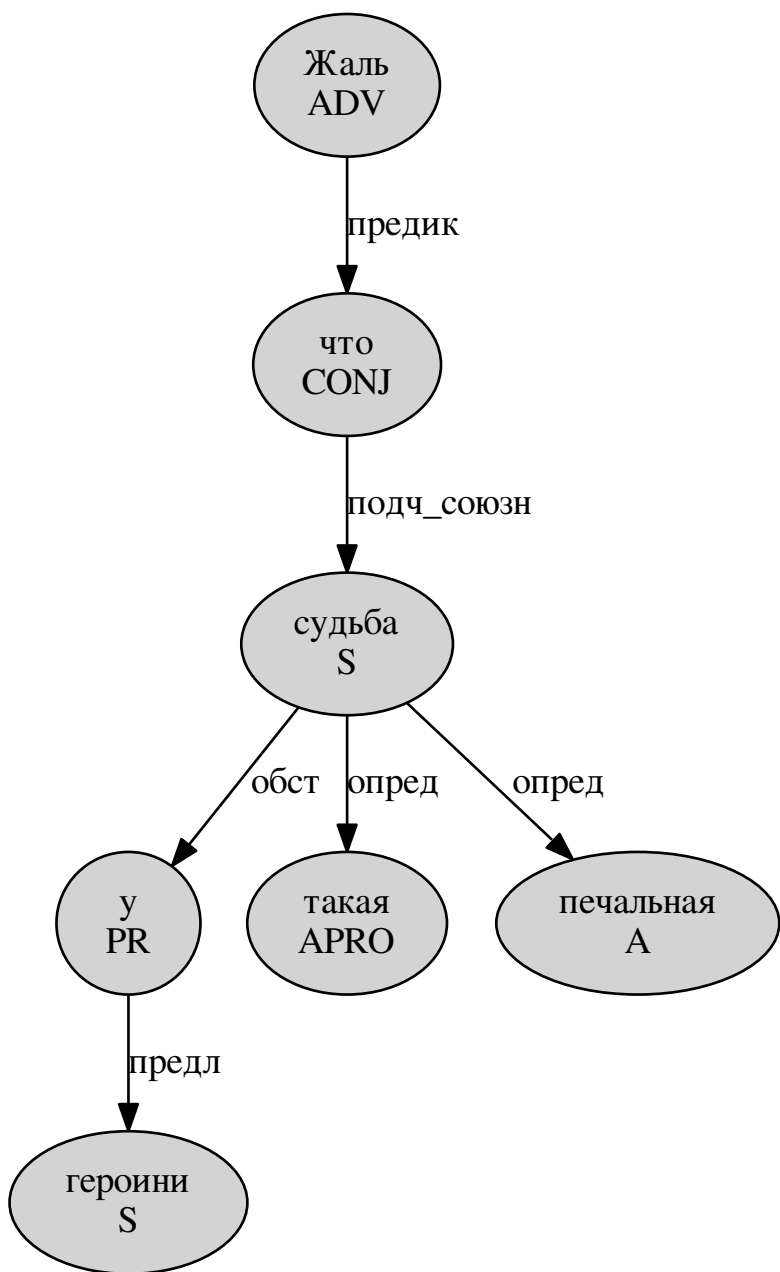 Жаль
ADV
предик
что
CONJ
подч_союзн
судьба
S
обст
опред
опред
у
PR
такая
APRO
печальная
A
предл
героини
S